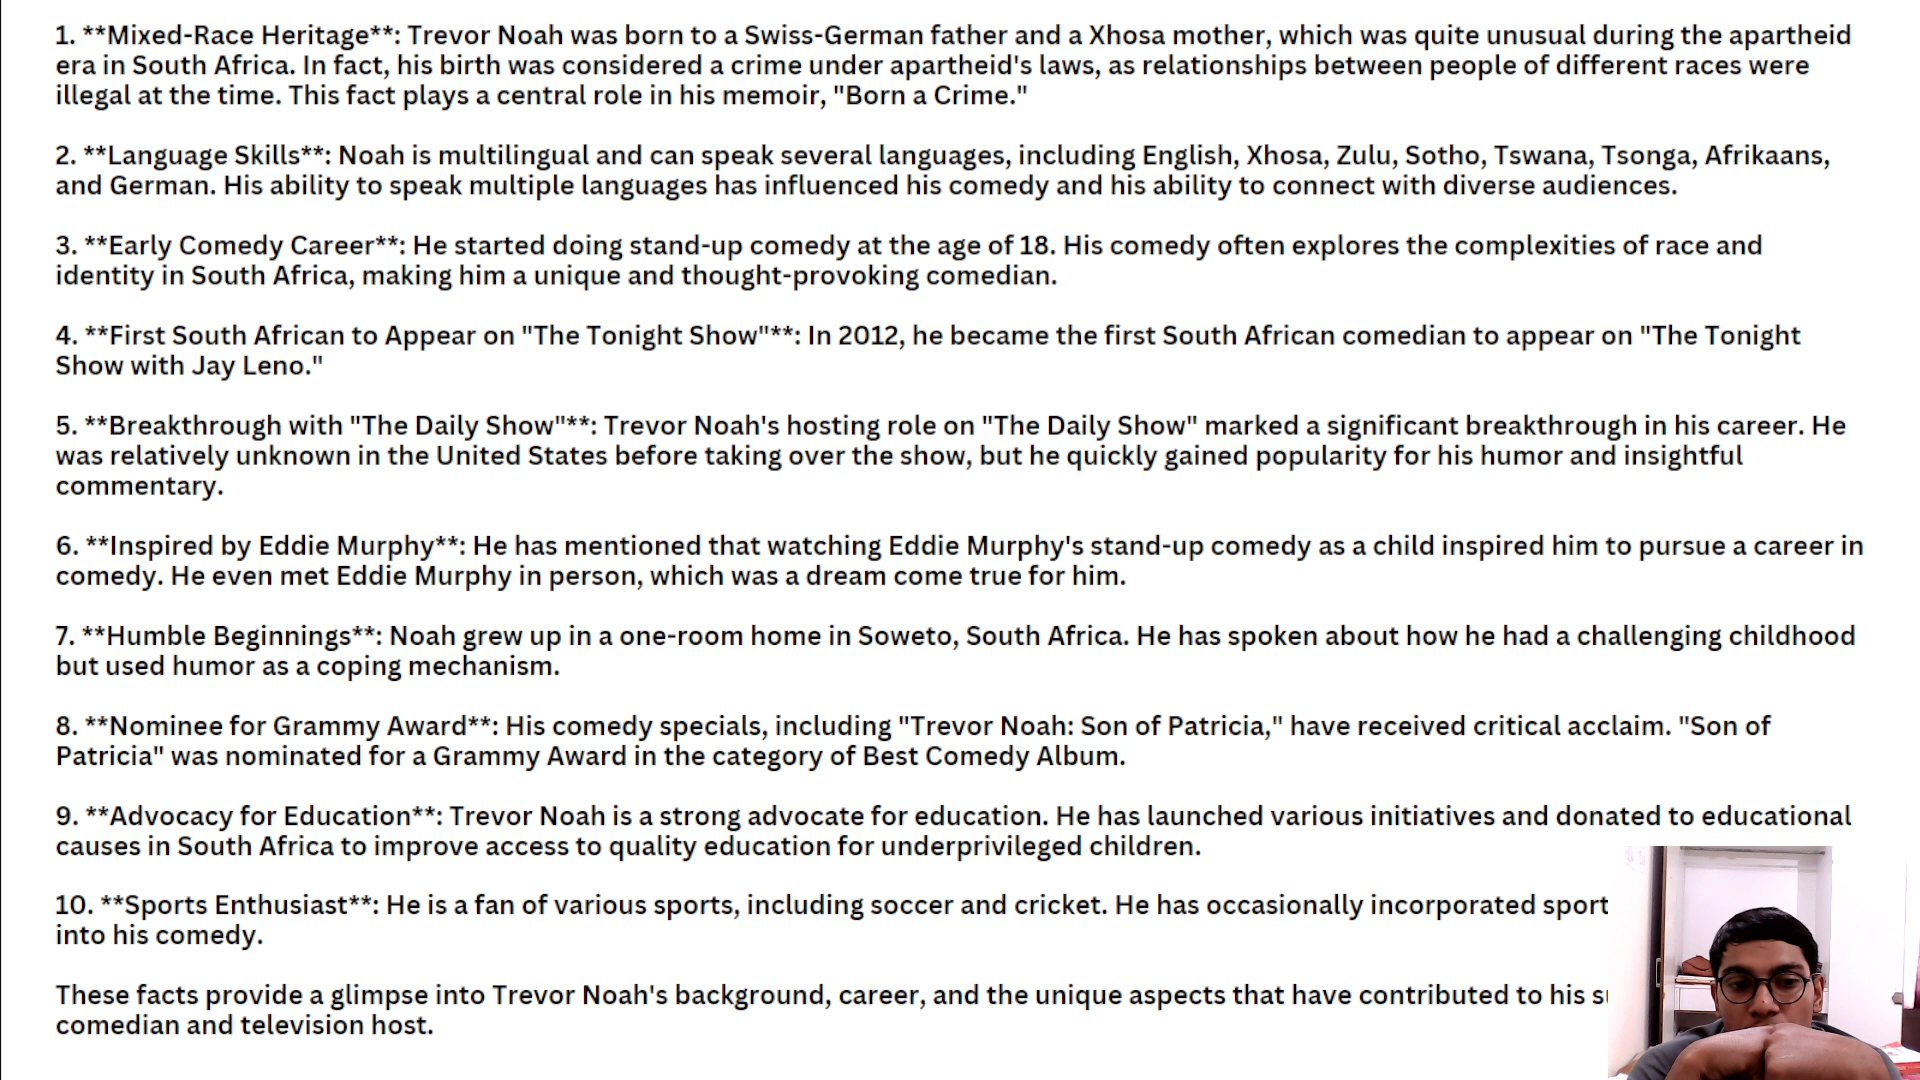 1. **Mixed-Race Heritage**: Trevor Noah was born to a Swiss-German father and a Xhosa mother, which was quite unusual during the apartheid
era in South Africa. In fact, his birth was considered a crime under apartheid's laws, as relationships between people of different races were
illegal at the time. This fact plays a central role in his memoir, "Born a Crime."
2. **Language Skills**: Noah is multilingual and can speak several languages, including English, Xhosa, Zulu, Sotho, Tswana, Tsonga, Afrikaans,
and German. His ability to speak multiple languages has influenced his comedy and his ability to connect with diverse audiences.
3. **Early Comedy Career**: He started doing stand-up comedy at the age of 18. His comedy often explores the complexities of race and
identity in South Africa, making him a unique and thought-provoking comedian.
4. **First South African to Appear on "The Tonight Show"**: In 2012, he became the first South African comedian to appear on "The Tonight
Show with Jay Leno."
5. **Breakthrough with "The Daily Show"**: Trevor Noah's hosting role on "The Daily Show" marked a significant breakthrough in his career. He
was relatively unknown in the United States before taking over the show, but he quickly gained popularity for his humor and insightful
commentary.
6. **Inspired by Eddie Murphy**: He has mentioned that watching Eddie Murphy's stand-up comedy as a child inspired him to pursue a career in
comedy. He even met Eddie Murphy in person, which was a dream come true for him.
7. **Humble Beginnings**: Noah grew up in a one-room home in Soweto, South Africa. He has spoken about how he had a challenging childhood
but used humor as a coping mechanism.
8. **Nominee for Grammy Award**: His comedy specials, including "Trevor Noah: Son of Patricia," have received critical acclaim. "Son of
Patricia" was nominated for a Grammy Award in the category of Best Comedy Album.
9. **Advocacy for Education**: Trevor Noah is a strong advocate for education. He has launched various initiatives and donated to educational
causes in South Africa to improve access to quality education for underprivileged children.
10. **Sports Enthusiast**: He is a fan of various sports, including soccer and cricket. He has occasionally incorporated sport
into his comedy.
These facts provide a glimpse into Trevor Noah's background, career, and the unique aspects that have contributed to his
comedian and television host.